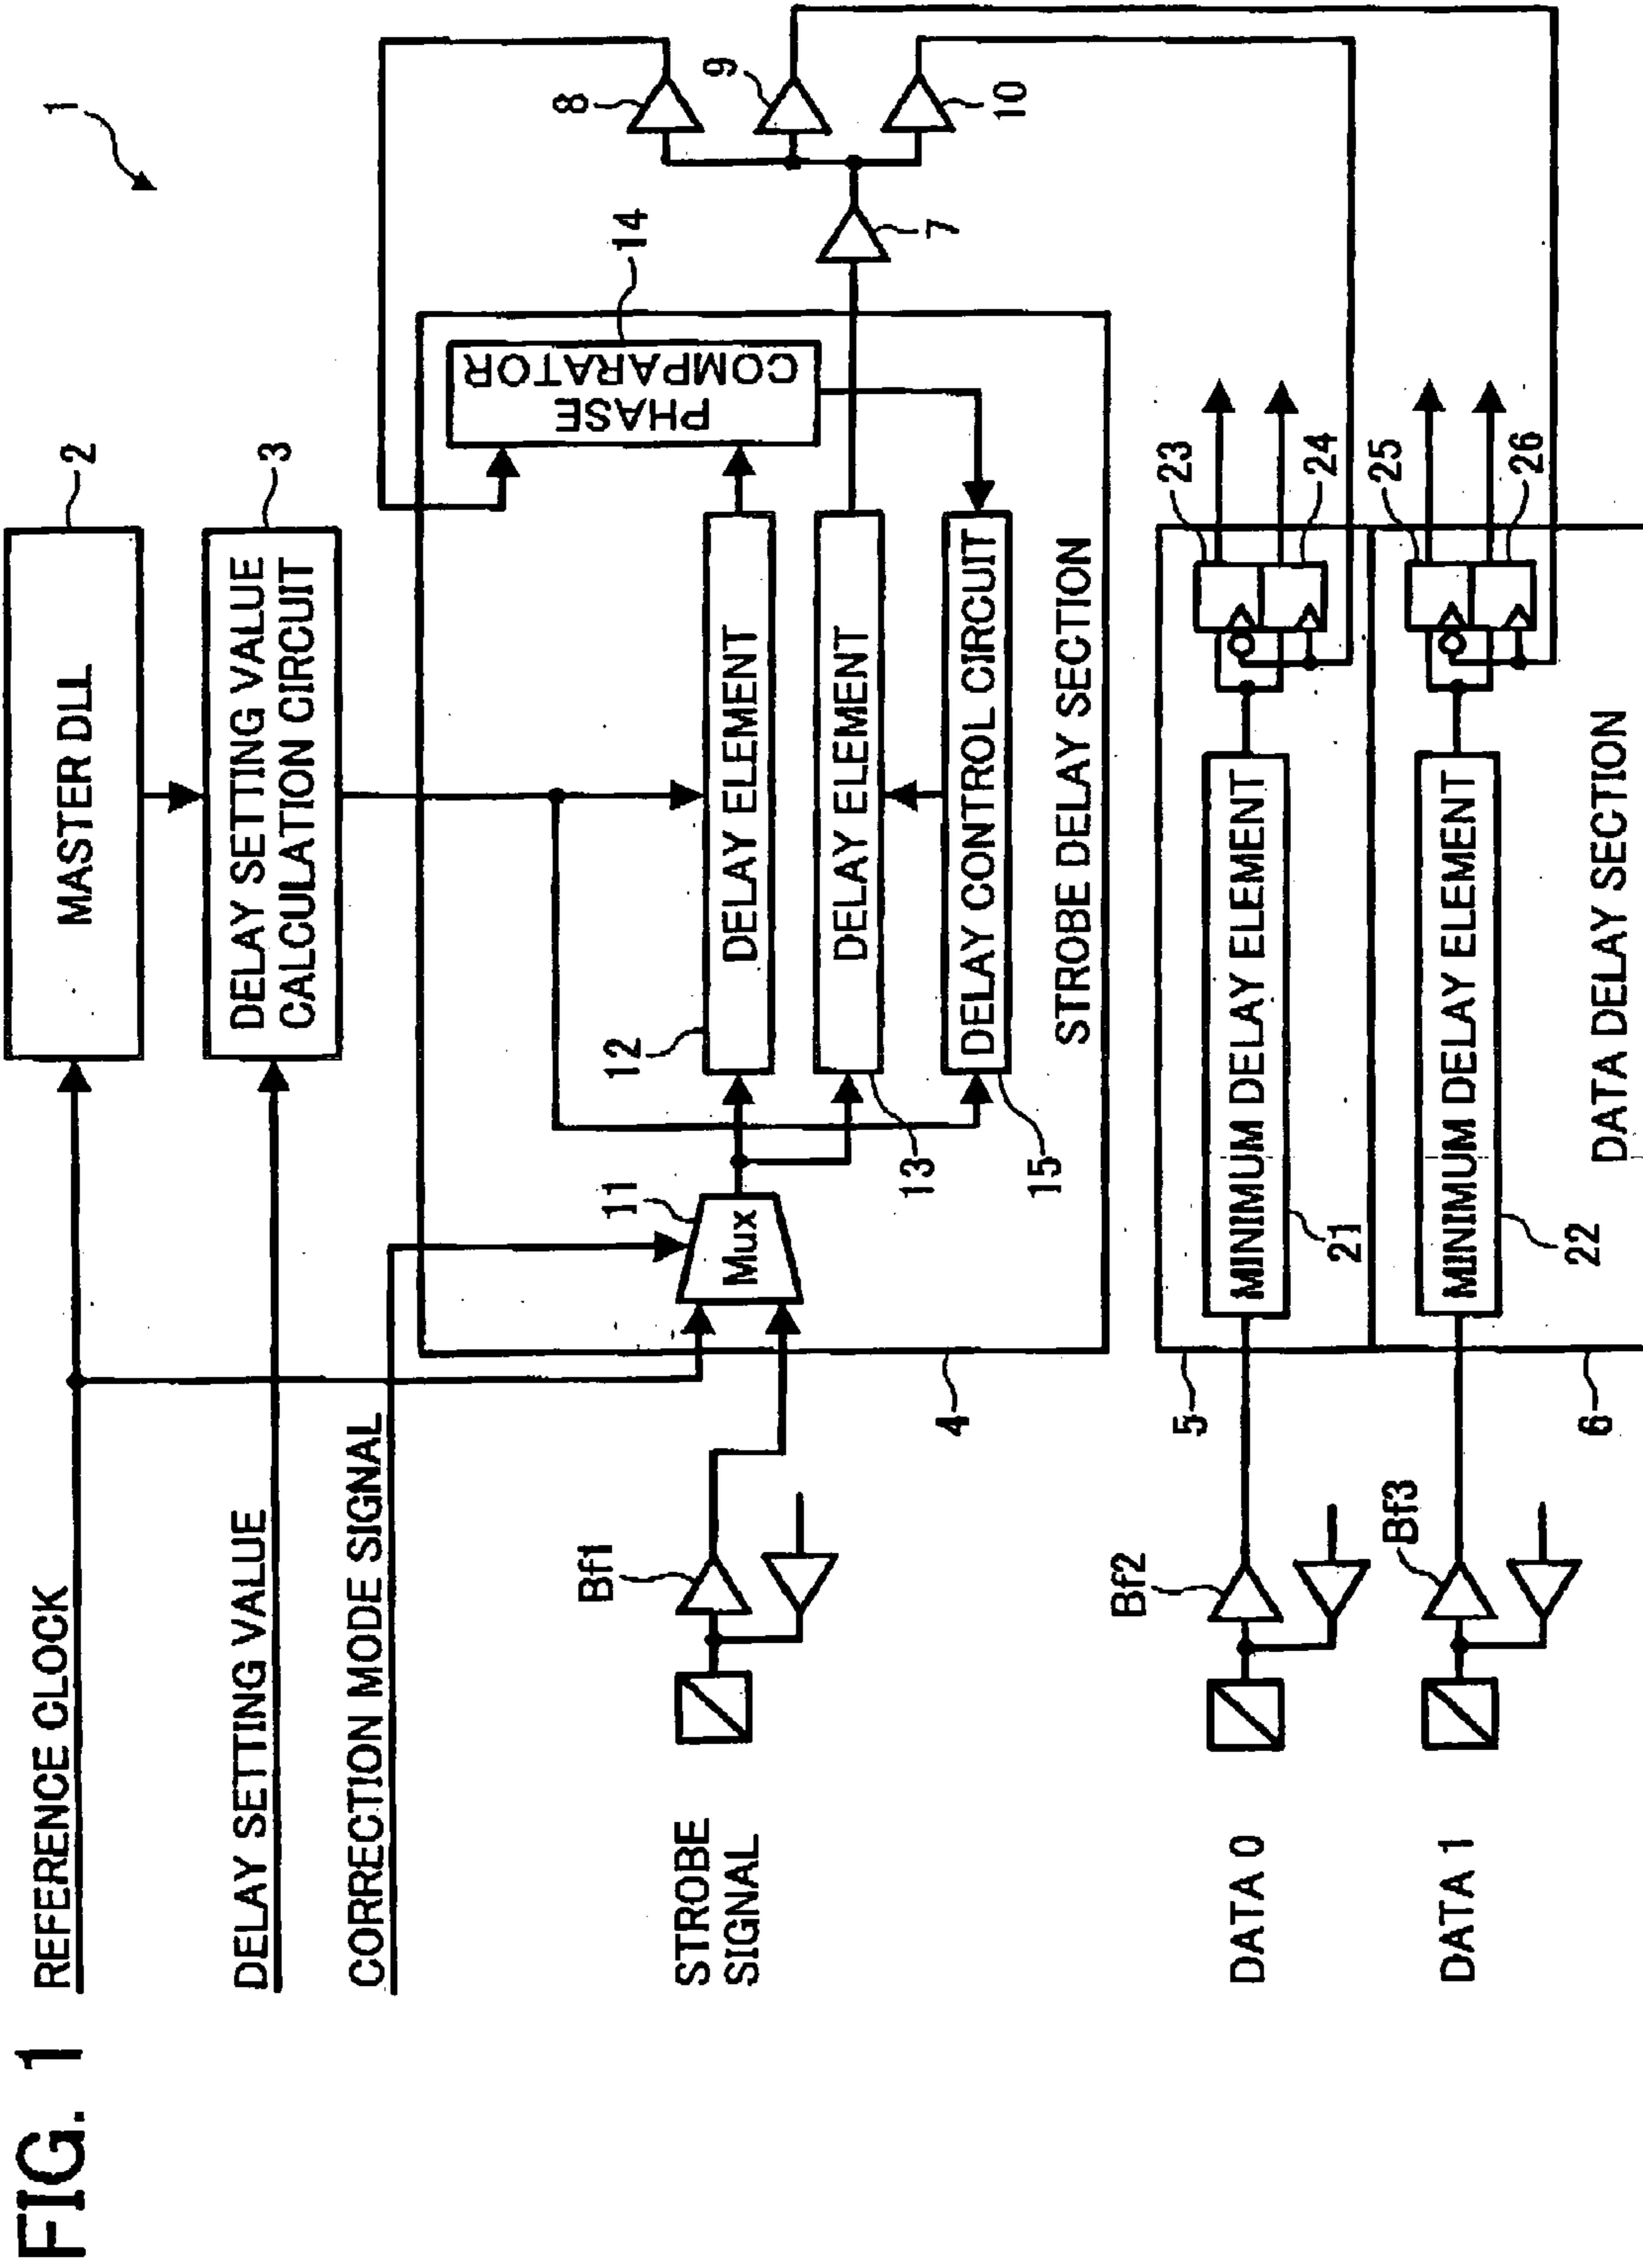 FIG. 1
1
REFERENCE CLOCK
MASTER DLL
2
DELAY SETTING VALUE
DELAY SETTING VALUE
CALCULATION CIRCUIT
3
CORRECTION MODE SIGNAL
STROBE
SIGNAL
Bf1
11
Mux
12
DELAY ELEMENT
PHASE
COMPARATOR
14
13
DELAY ELEMENT
15
DELAY CONTROL CIRCUIT
STROBE DELAY SECTION
4
7
8
9
10
DATA 0
Bf2
5
MINIMUM DELAY ELEMENT
21
23
24
DATA 1
Bf3
6
MINIMUM DELAY ELEMENT
22
25
26
DATA DELAY SECTION